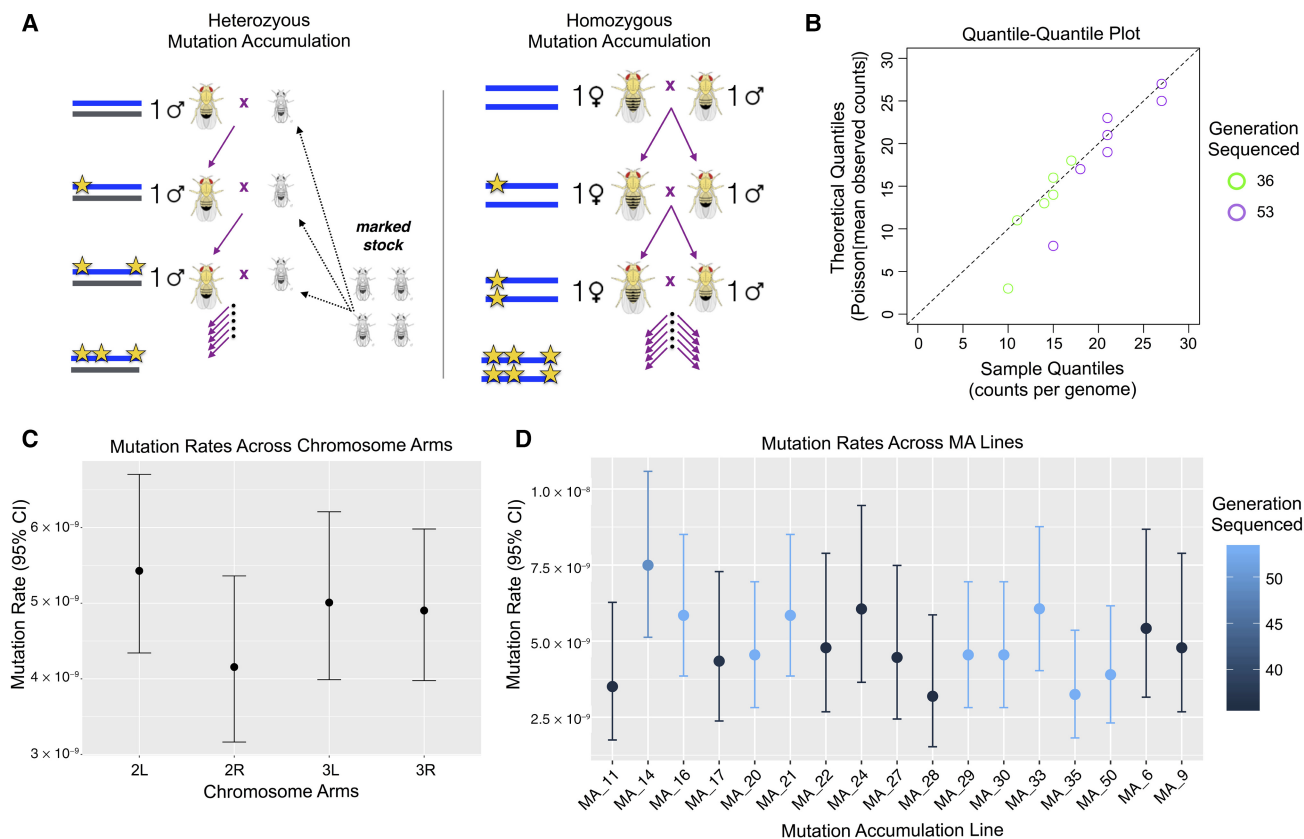 A
Heterozyous
Mutation Accumulation
1♂
x
1♂
x
1♂
x
marked
stock
Homozygous
Mutation Accumulation
1♀
x
1♂
1♀
x
1♂
1♀
x
1♂
B
Quantile-Quantile Plot
Theoretical Quantiles
(Poisson[mean observed counts])
30
25
20
15
10
5
0
0 5 10 15 20 25 30
Sample Quantiles
(counts per genome)
Generation
Sequenced
36
53
C
Mutation Rates Across Chromosome Arms
Mutation Rate (95% CI)
6 × 10⁻⁹
5 × 10⁻⁹
4 × 10⁻⁹
3 × 10⁻⁹
2L 2R 3L 3R
Chromosome Arms
D
Mutation Rates Across MA Lines
Mutation Rate (95% CI)
1.0 × 10⁻⁸
7.5 × 10⁻⁹
5.0 × 10⁻⁹
2.5 × 10⁻⁹
MA_11 MA_14 MA_16 MA_17 MA_20 MA_21 MA_22 MA_24 MA_27 MA_28 MA_29 MA_30 MA_33 MA_35 MA_50 MA_6 MA_9
Mutation Accumulation Line
Generation
Sequenced
50
45
40